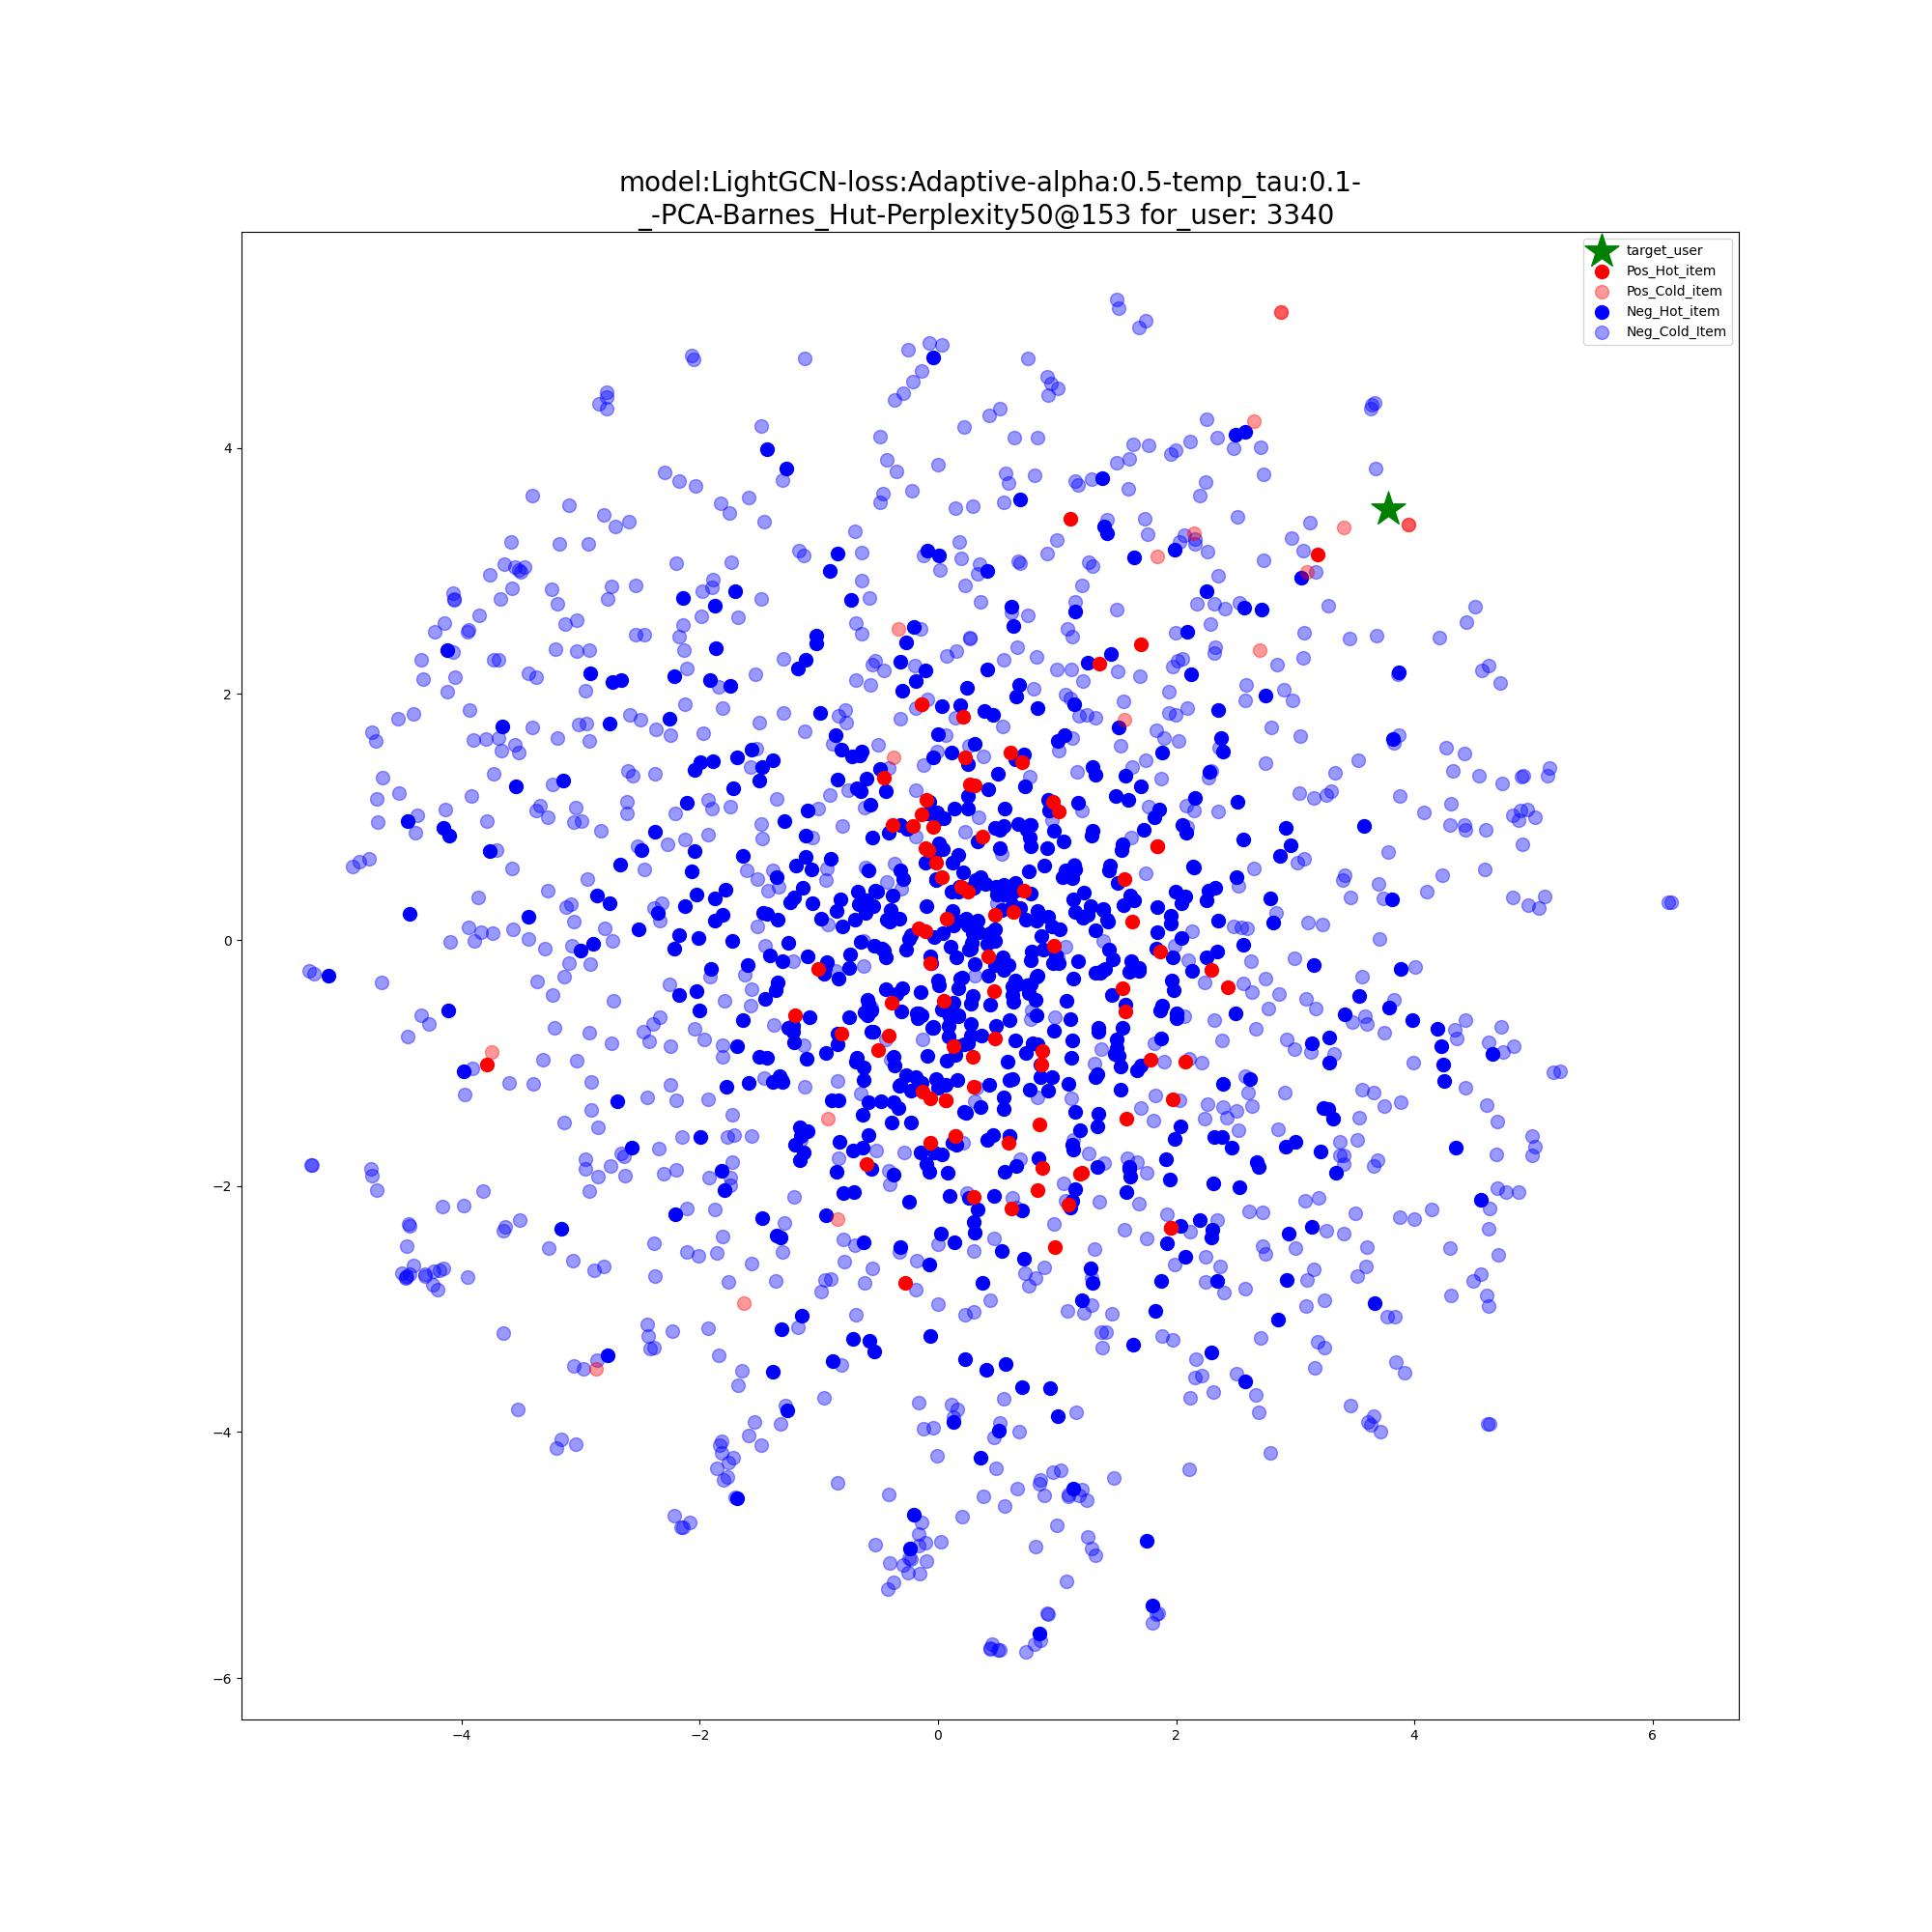 model:LightGCN-loss:Adaptive-alpha:0.5-temp_tau:0.1-
_-PCA-Barnes_Hut-Perplexity50@153 for_user: 3340
target_user
Pos_Hot_item
Pos_Cold_item
Neg_Hot_item
Neg_Cold_Item
4
2
0
−2
−4
−6
−4
−2
0
2
4
6